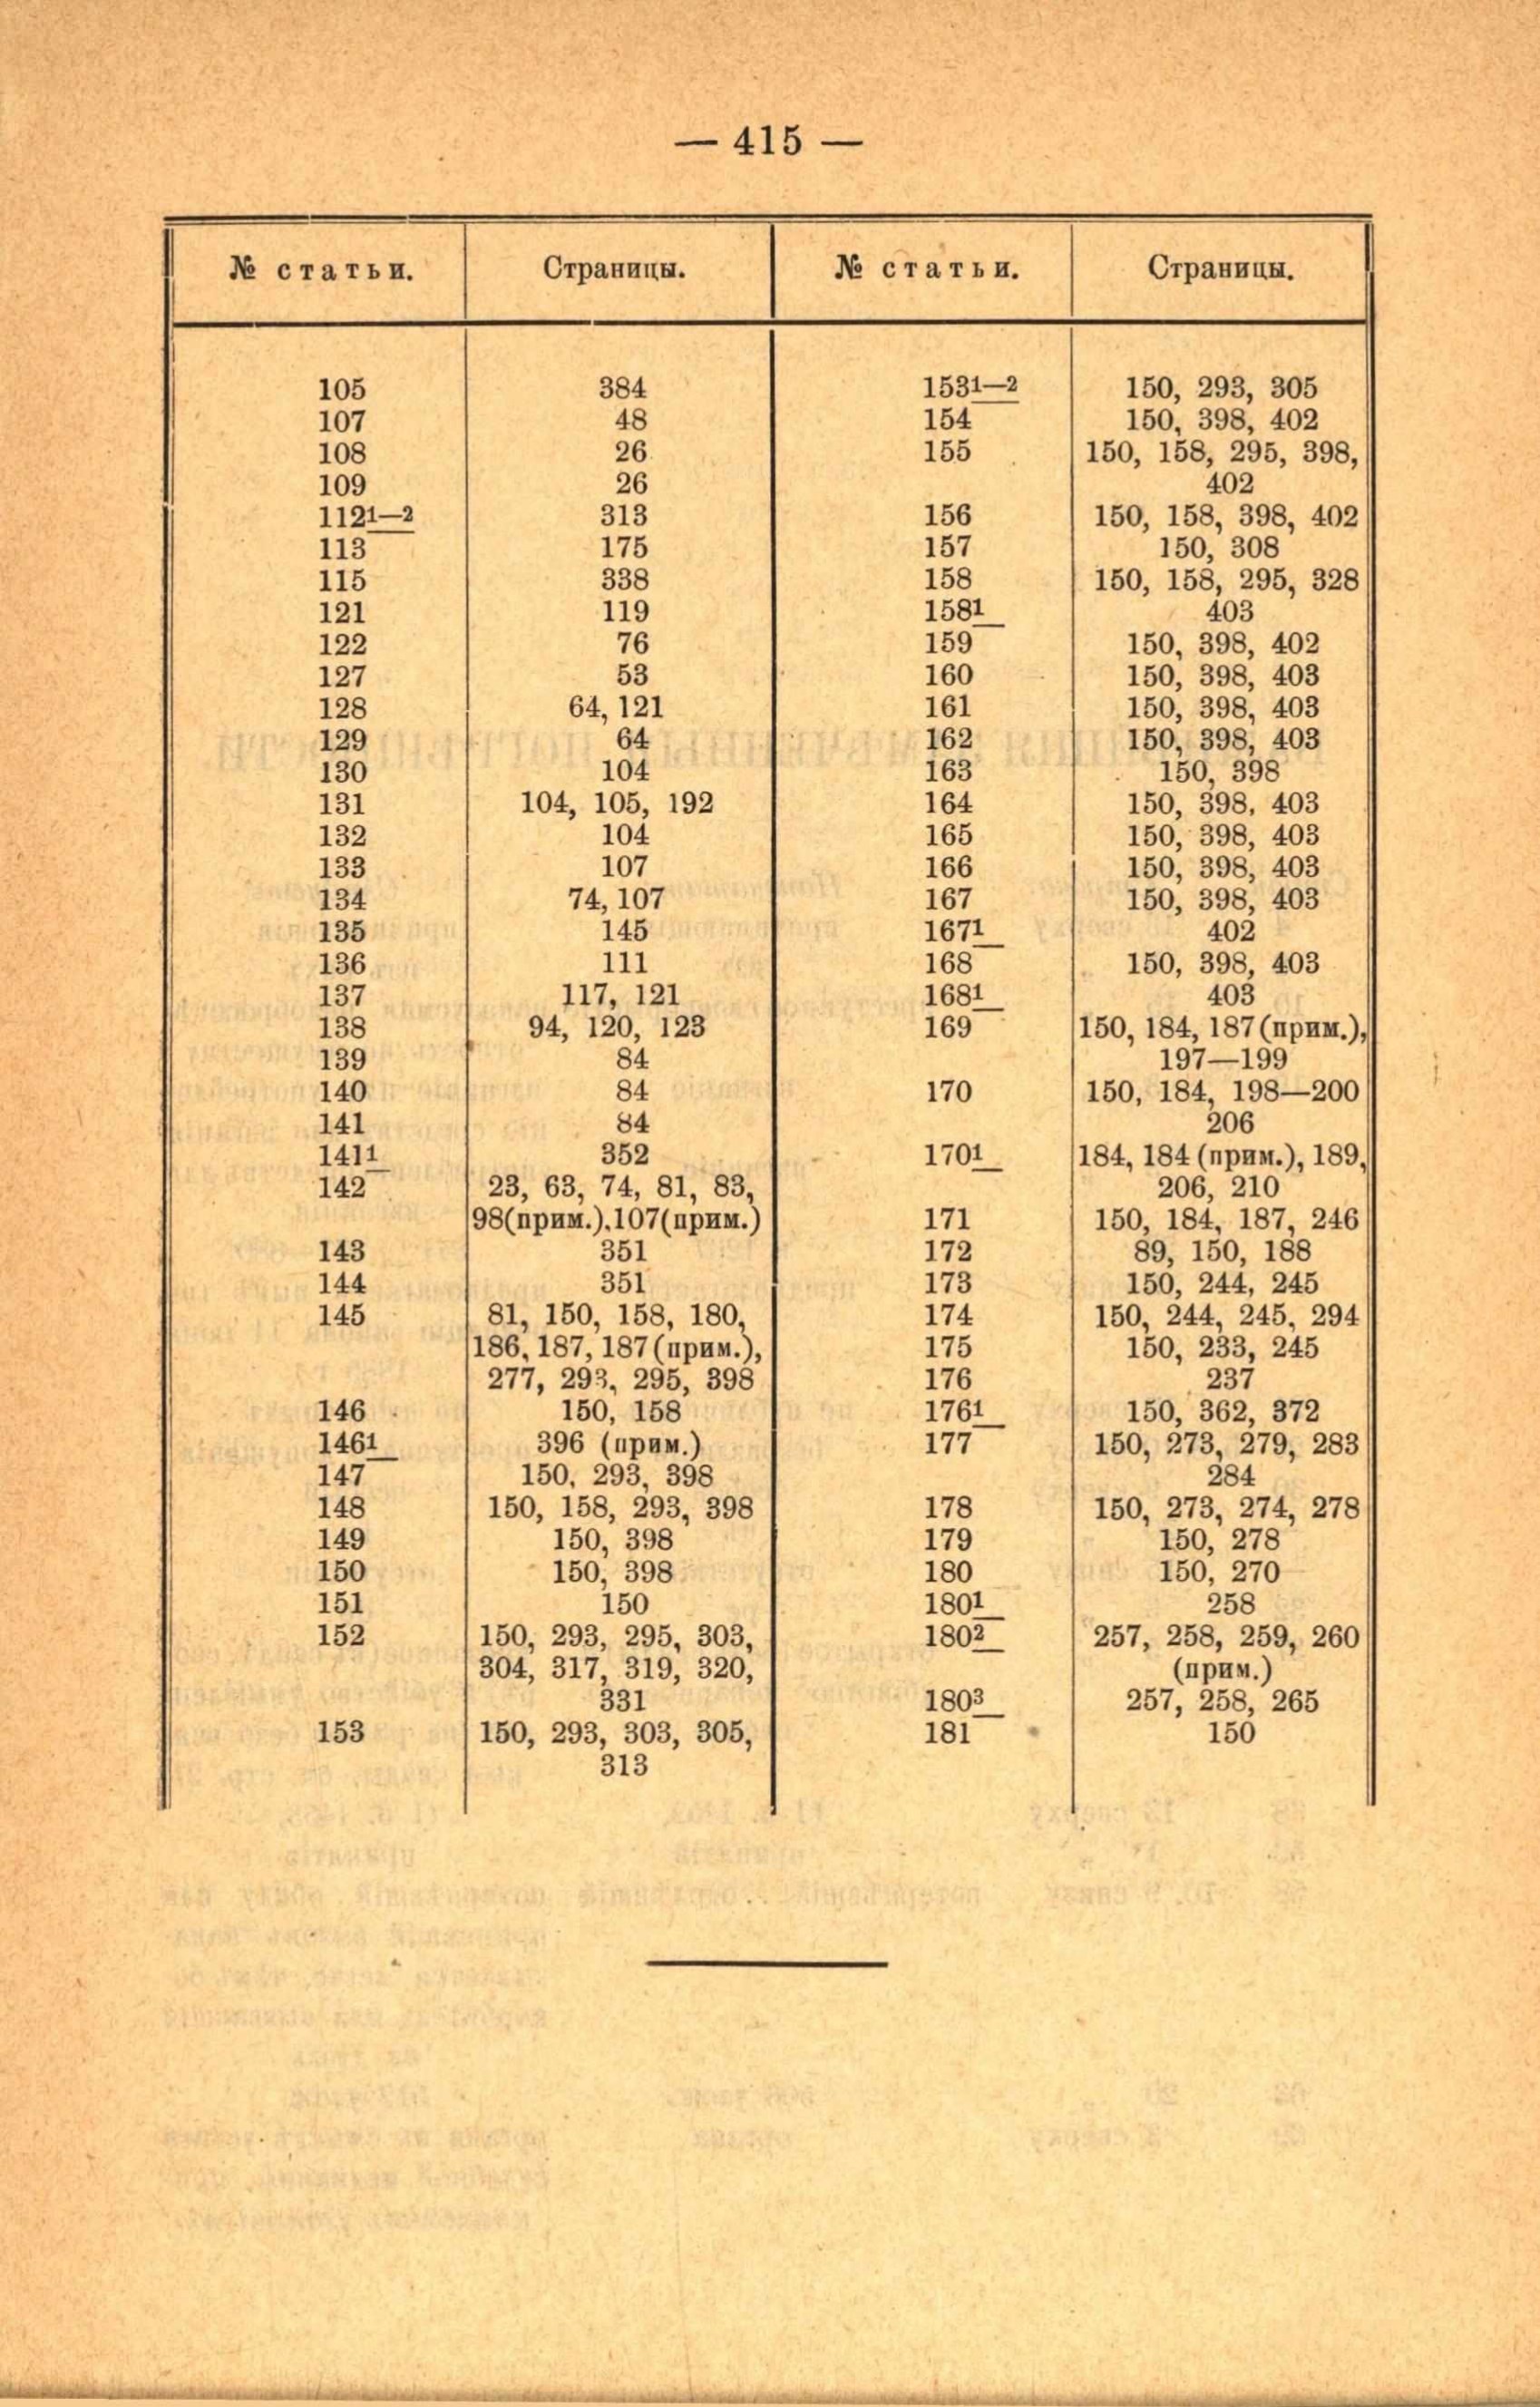 — 415 —
№ статьи. Страницы. № статьи. Страницы.
105 384 153¹—² 150, 293, 305
107 48 154 150, 398, 402
108 26 155 150, 158, 295, 398,
109 26 402
112¹—² 313 156 150, 158, 398, 402
113 175 157 150, 308
115 338 158 150, 158, 295, 328
121 119 158¹ 403
122 76 159 150, 398, 402
127 53 160 150, 398, 403
128 64, 121 161 150, 398, 403
129 64 162 150, 398, 403
130 104 163 150, 398
131 104, 105, 192 164 150, 398, 403
132 104 165 150, 398, 403
133 107 166 150, 398, 403
134 74, 107 167 150, 398, 403
135 145 167¹ 402
136 111 168 150, 398, 403
137 117, 121 168¹ 403
138 94, 120, 123 169 150, 184, 187 (прим.),
139 84 197—199
140 84 170 150, 184, 198—200
141 84 206
141¹ 352 170¹ 184, 184 (прим.), 189,
142 23, 63, 74, 81, 83, 206, 210
98(прим.), 107(прим.) 171 150, 184, 187, 246
143 351 172 89, 150, 188
144 351 173 150, 244, 245
145 81, 150, 158, 180, 174 150, 244, 245, 294
186, 187, 187 (прим.), 175 150, 233, 245
277, 293, 295, 398 176 237
146 150, 158 176¹ 150, 362, 372
146¹ 396 (прим.) 177 150, 273, 279, 283
147 150, 293, 398 284
148 150, 158, 293, 398 178 150, 273, 274, 278
149 150, 398 179 150, 278
150 150, 398 180 150, 270
151 150 180¹ 258
152 150, 293, 295, 303, 180² 257, 258, 259, 260
304, 317, 319, 320, (прим.)
331 180³ 257, 258, 265
153 150, 293, 303, 305, 181 150
313